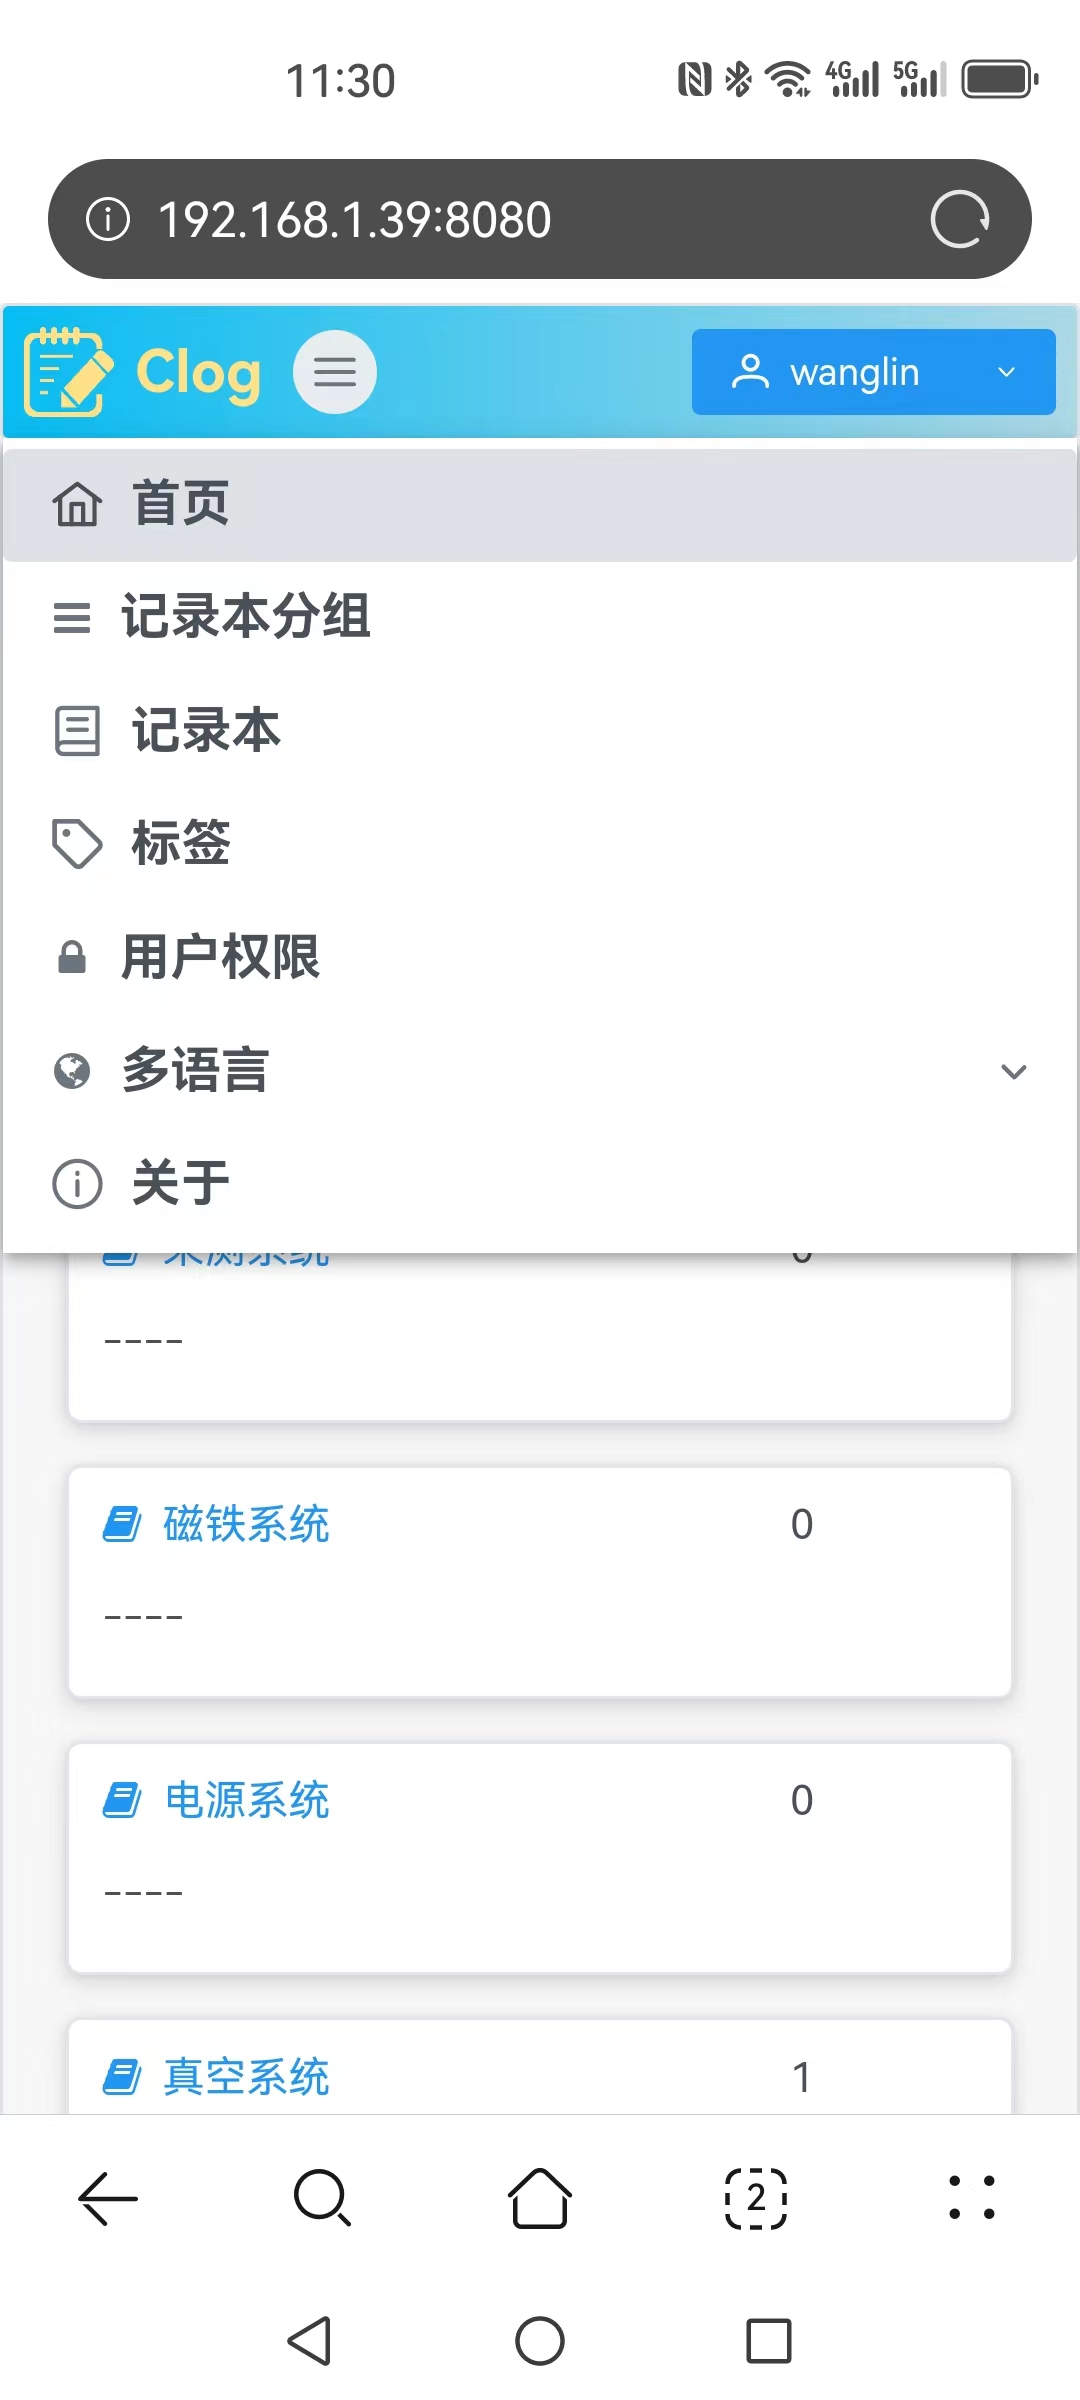 11:30
4G 5G
192.168.1.39:8080
Clog
wanglin
首页
记录本分组
记录本
标签
用户权限
多语言
关于
0
----
磁铁系统 0
----
电源系统 0
----
真空系统 1
2